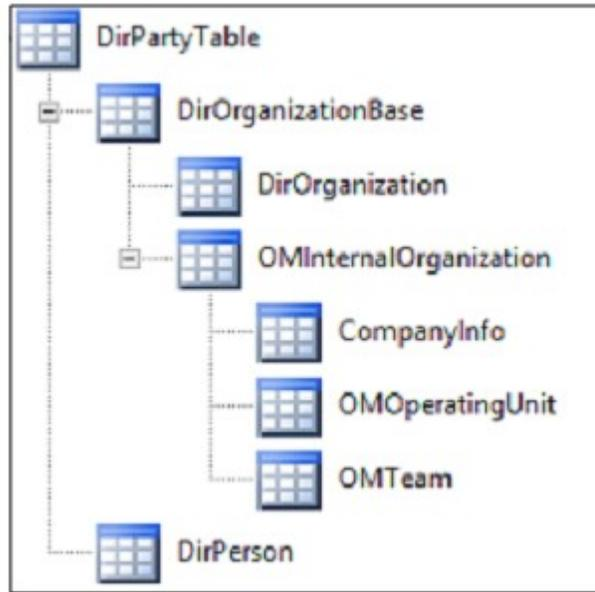 DirPartyTable
DirOrganizationBase
DirOrganization
OMInternalOrganization
CompanyInfo
OMOperatingUnit
OMTeam
DirPerson